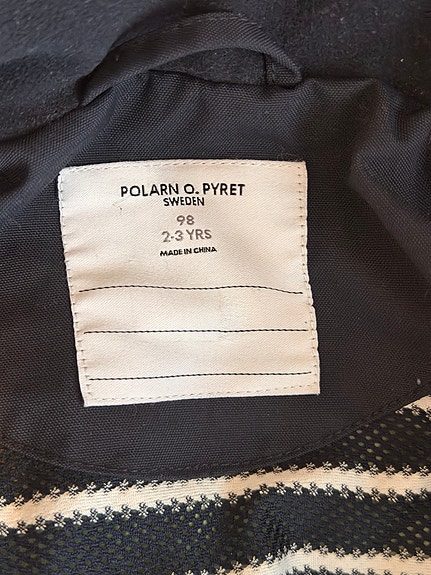 POLARN O. PYRET
SWEDEN
98
2-3 YRS
MADE IN CHINA